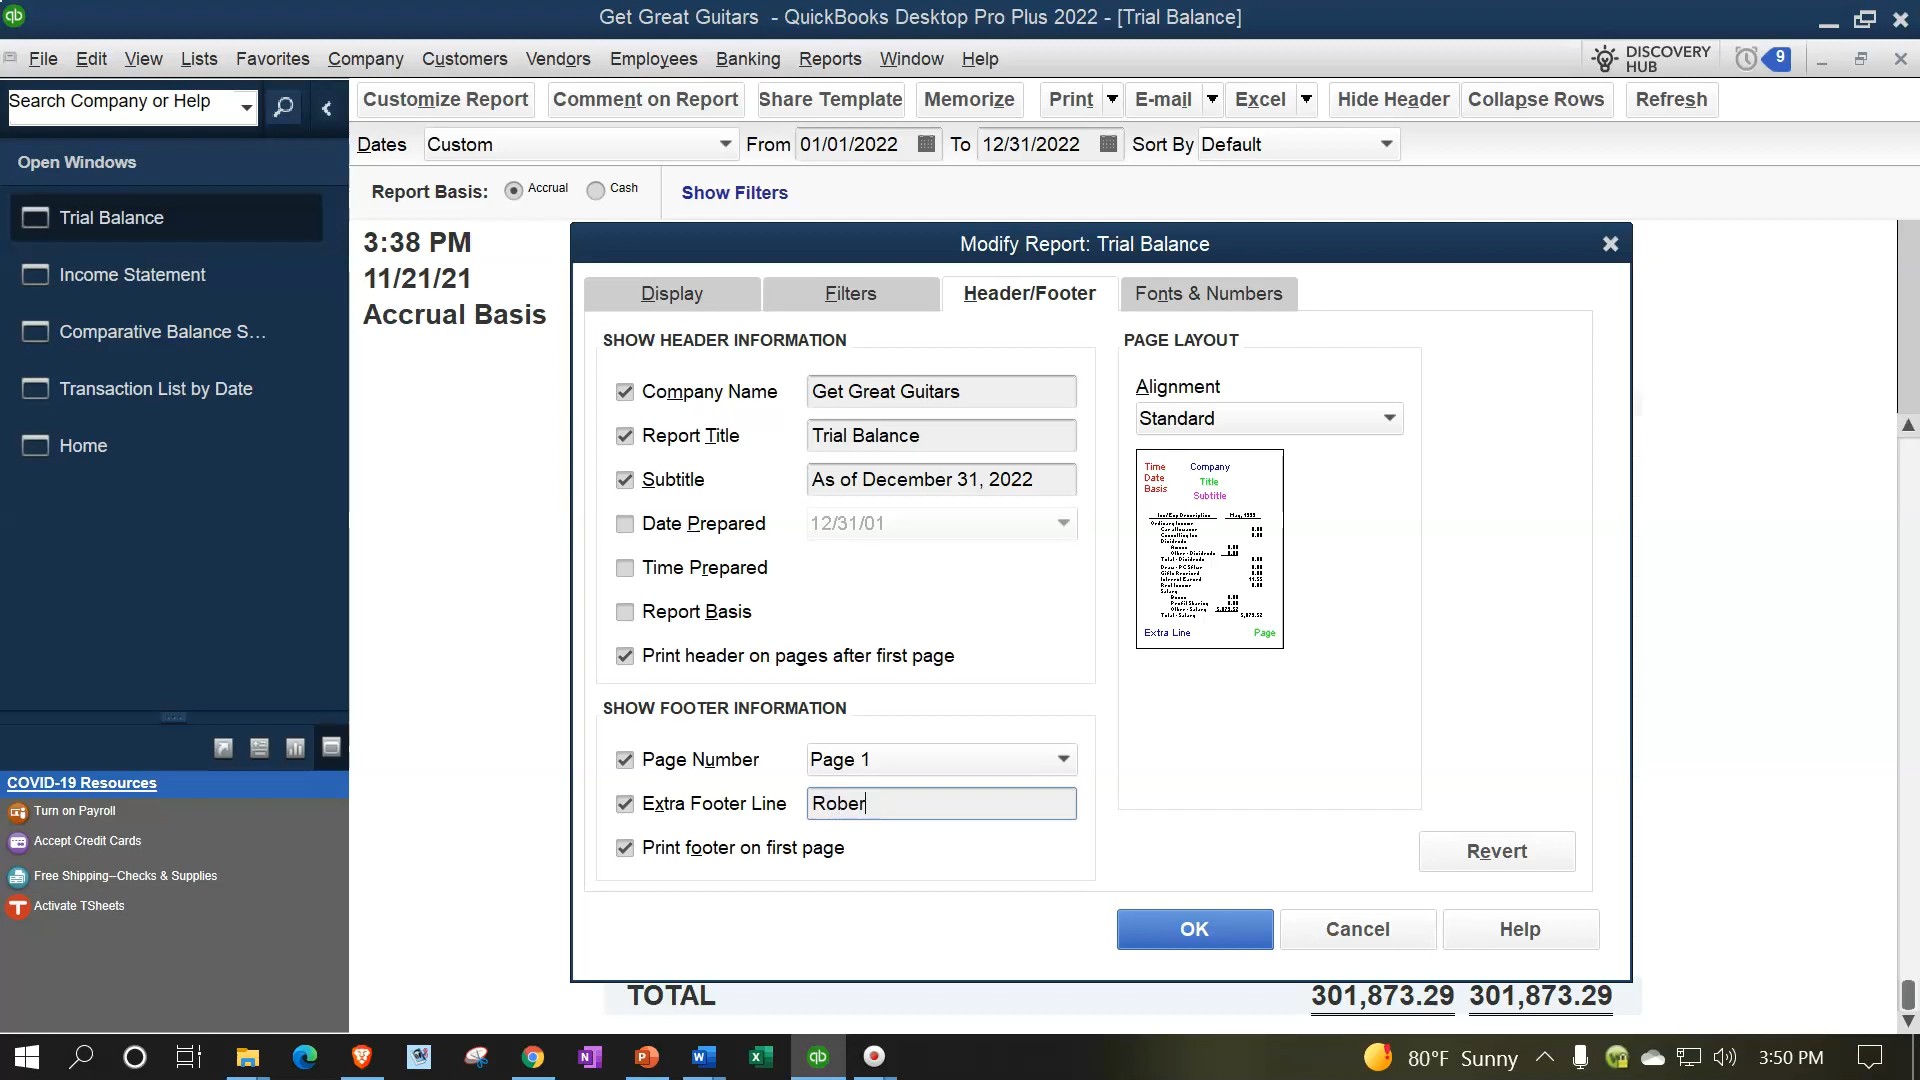 Get Great Guitars - QuickBooks Desktop Pro Plus 2022 - [Trial Balance]
File Edit View Lists Favorites Company Customers Vendors Employees Banking Reports Window Help
DISCOVERY HUB
9
Search Company or Help
Customize Report Comment on Report Share Template Memorize Print E-mail Excel Hide Header Collapse Rows Refresh
Dates Custom From 01/01/2022 To 12/31/2022 Sort By Default
Report Basis: Accrual Cash Show Filters
Open Windows
Trial Balance
Income Statement
Comparative Balance S...
Transaction List by Date
Home
COVID-19 Resources
Turn on Payroll
Accept Credit Cards
Free Shipping--Checks & Supplies
Activate TSheets
3:38 PM
11/21/21
Accrual Basis
Modify Report: Trial Balance
Display Filters Header/Footer Fonts & Numbers
SHOW HEADER INFORMATION
Company Name Get Great Guitars
Report Title Trial Balance
Subtitle As of December 31, 2022
Date Prepared 12/31/01
Time Prepared
Report Basis
Print header on pages after first page
SHOW FOOTER INFORMATION
Page Number Page 1
Extra Footer Line Rober
Print footer on first page
PAGE LAYOUT
Alignment
Standard
Time Company
Date Title
Basis Subtitle
Extra Line Page
Revert
OK Cancel Help
TOTAL 301,873.29 301,873.29
80°F Sunny 3:50 PM